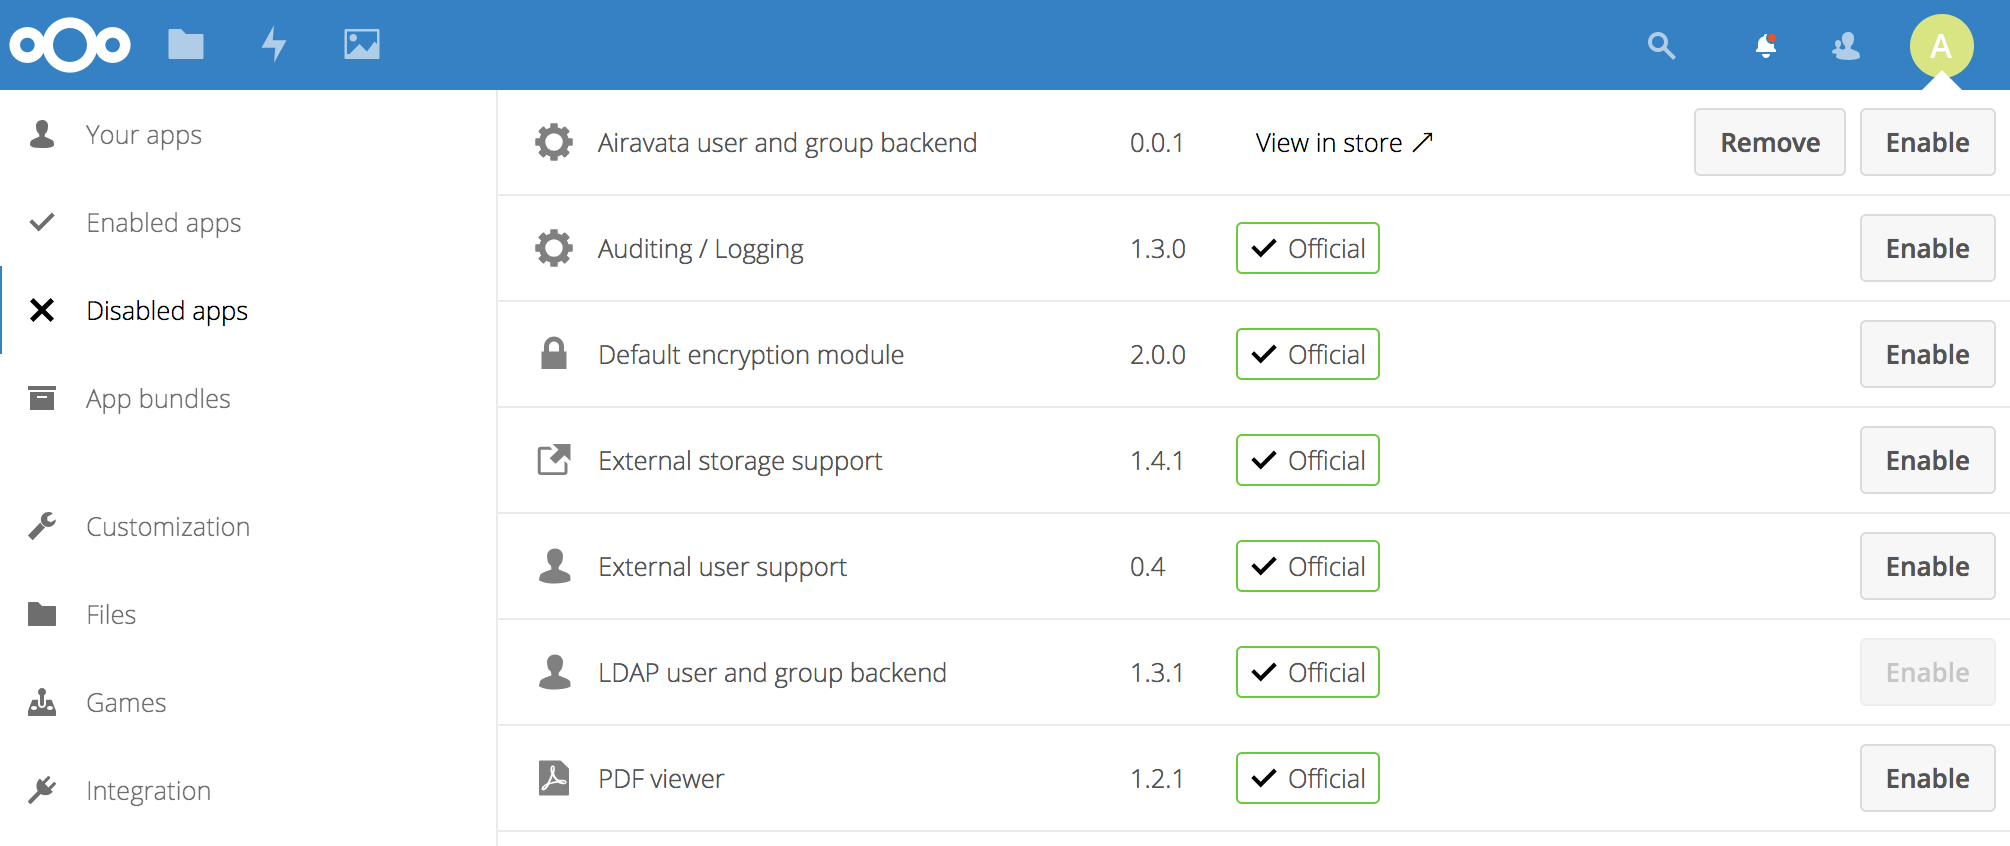 A
Your apps
Enabled apps
Disabled apps
App bundles
Customization
Files
Games
Integration
Airavata user and group backend 0.0.1 View in store ↗ Remove Enable
Auditing / Logging 1.3.0 Official Enable
Default encryption module 2.0.0 Official Enable
External storage support 1.4.1 Official Enable
External user support 0.4 Official Enable
LDAP user and group backend 1.3.1 Official Enable
PDF viewer 1.2.1 Official Enable